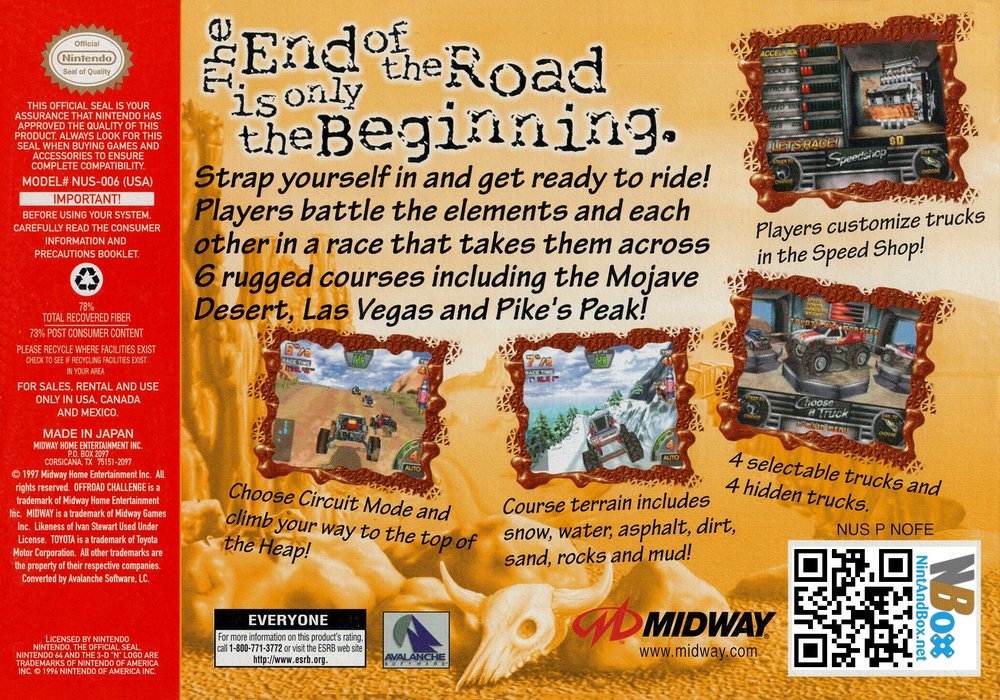 Official
Nintendo
Seal of Quality
THIS OFFICIAL SEAL IS YOUR
ASSURANCE THAT NINTENDO HAS
APPROVED THE QUALITY OF THIS
PRODUCT. ALWAYS LOOK FOR THIS
SEAL WHEN BUYING GAMES AND
ACCESSORIES TO ENSURE
COMPLETE COMPATIBILITY.
MODEL# NUS-006 (USA)
IMPORTANT!
BEFORE USING YOUR SYSTEM,
CAREFULLY READ THE CONSUMER
INFORMATION AND
PRECAUTIONS BOOKLET.
78%
TOTAL RECOVERED FIBER
73% POST CONSUMER CONTENT
PLEASE RECYCLE WHERE FACILITIES EXIST
CHECK TO SEE IF RECYCLING FACILITIES EXIST
IN YOUR AREA
FOR SALES, RENTAL AND USE
ONLY IN USA, CANADA
AND MEXICO.
MADE IN JAPAN
MIDWAY HOME ENTERTAINMENT INC.
P.O. BOX 2097
CORSICANA, TX 75151-2097
© 1997 Midway Home Entertainment Inc. All
rights reserved. OFFROAD CHALLENGE is a
trademark of Midway Home Entertainment
Inc. MIDWAY is a trademark of Midway Games
Inc. Likeness of Ivan Stewart Used Under
License. TOYOTA is a trademark of Toyota
Motor Corporation. All other trademarks are
the property of their respective companies.
Converted by Avalanche Software, LC.
LICENSED BY NINTENDO
NINTENDO, THE OFFICIAL SEAL,
NINTENDO 64 AND THE 3-D "N" LOGO ARE
TRADEMARKS OF NINTENDO OF AMERICA
INC. © 1996 NINTENDO OF AMERICA INC.
The End of the Road
is only
the Beginning.
Strap yourself in and get ready to ride!
Players battle the elements and each
other in a race that takes them across
6 rugged courses including the Mojave
Desert, Las Vegas and Pike's Peak!
LET'S RACE!
$0
Speedshop
CHOOSE
Players customize trucks
in the Speed Shop!
RACE TIME
AUTO
Choose Circuit Mode and
climb your way to the top of
the Heap!
RACE TIME
AUTO
Course terrain includes
snow, water, asphalt, dirt,
sand, rocks and mud!
Choose
a Truck
CHOOSE
4 selectable trucks and
4 hidden trucks.
NUS P NOFE
NBox
NintAndBox.net
EVERYONE
For more information on this product's rating,
call 1-800-771-3772 or visit the ESRB web site
http://www.esrb.org.
AVALANCHE
SOFTWARE
MIDWAY
www.midway.com